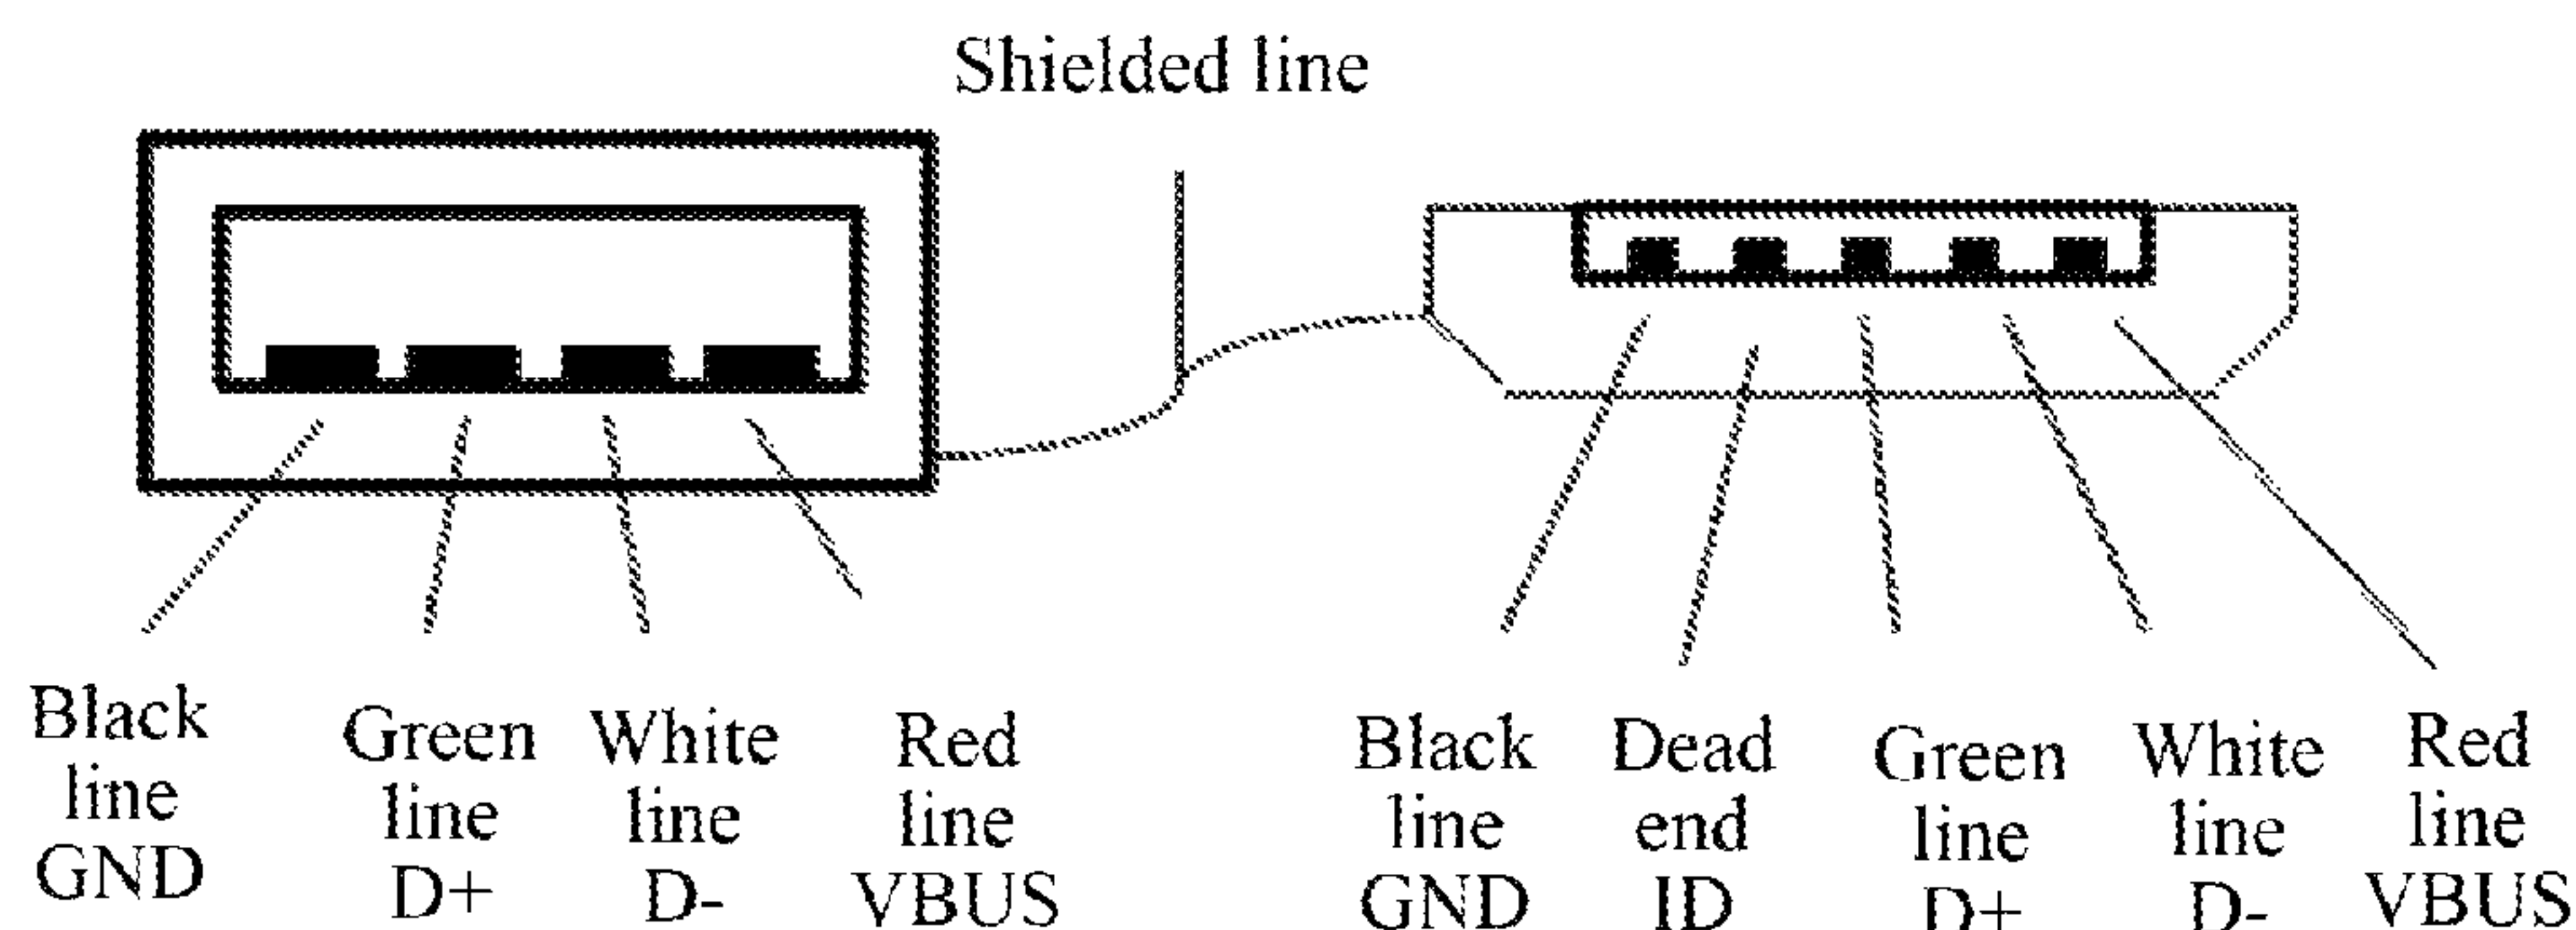 Shielded line
Black
line
GND
Green
line
D+
White
line
D-
Red
line
VBUS
Black
line
GND
Dead
end
ID
Green
line
D+
White
line
D-
Red
line
VBUS